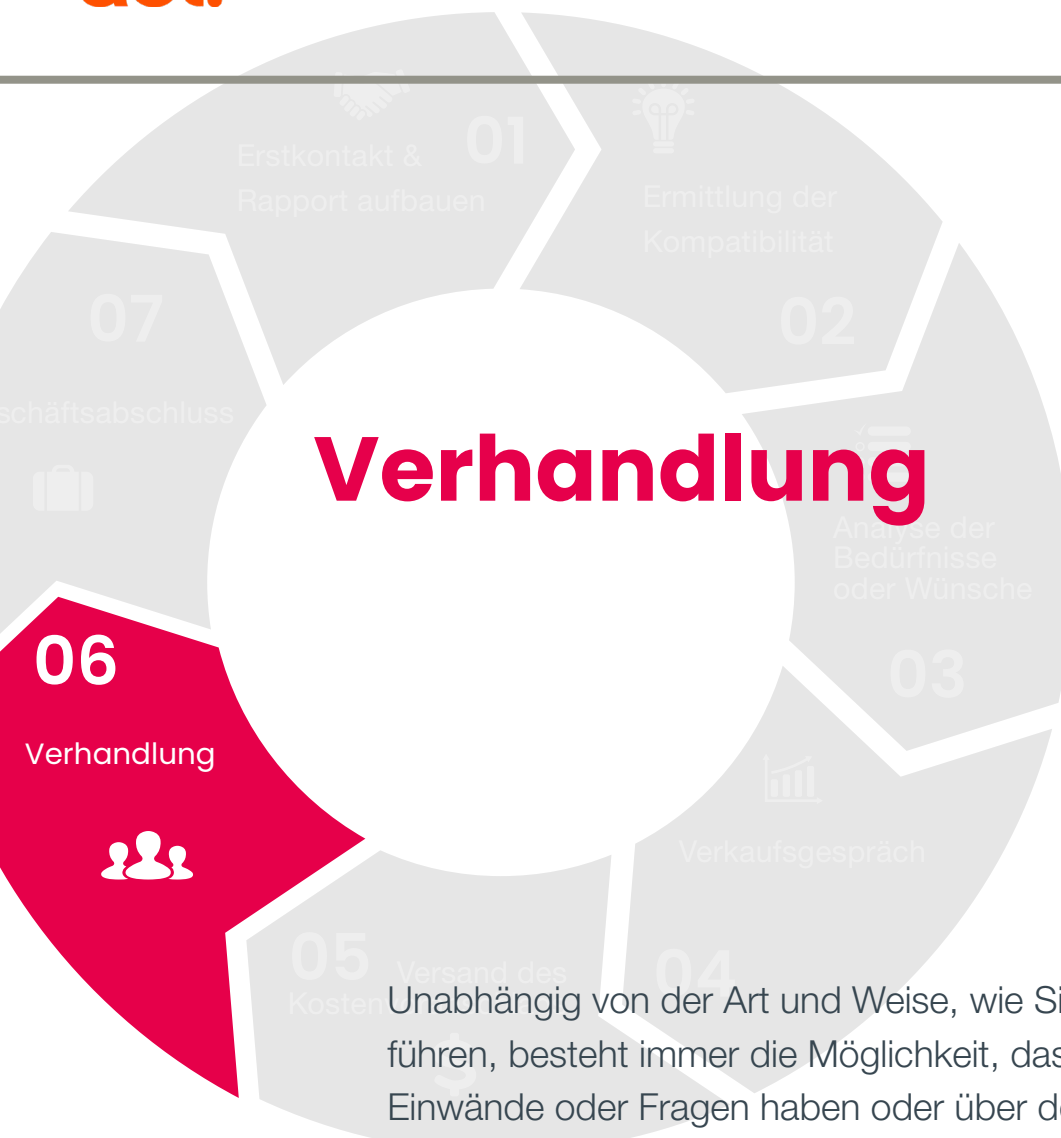 01
Erstkontakt &
Rapport aufbauen
Ermittlung der
Kompatibilität
02
07
schäftsabschluss
Verhandlung
Analyse der
Bedürfnisse
oder Wünsche
03
06
Verhandlung
Verkaufsgespräch
04
05
Versand des
Unabhängig von der Art und Weise, wie Si
führen, besteht immer die Möglichkeit, das
Einwände oder Fragen haben oder über de